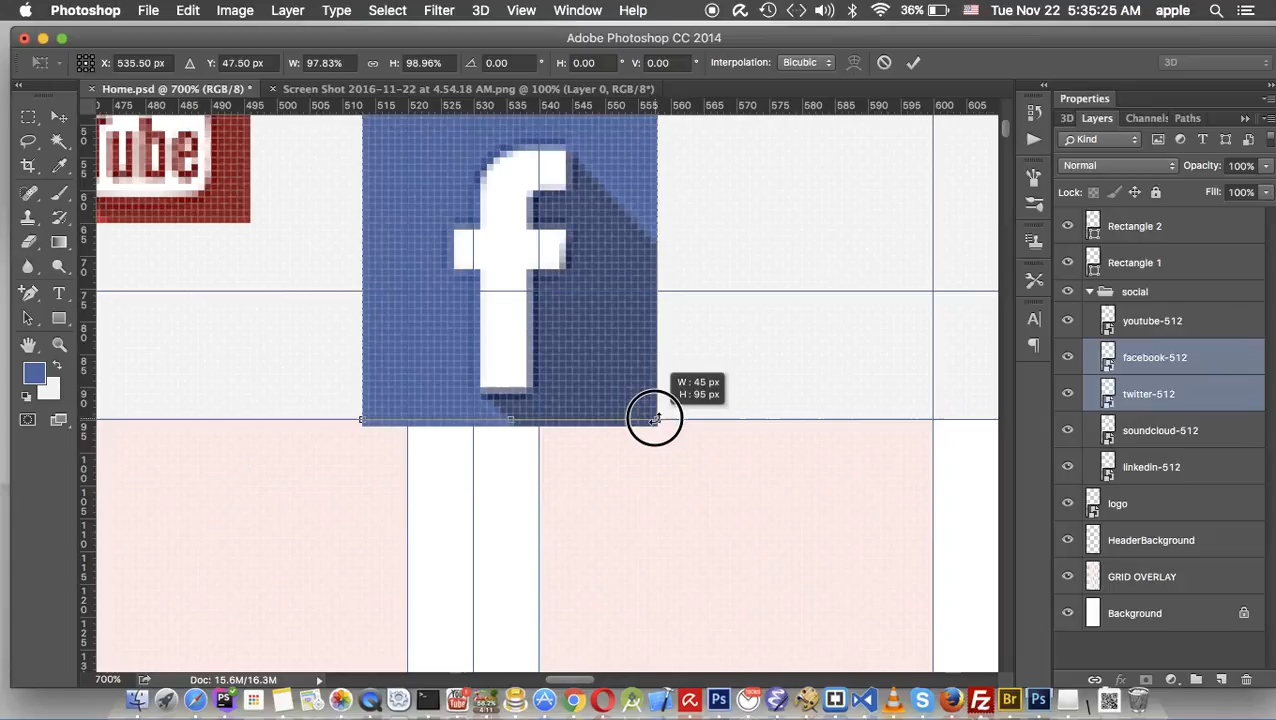 Photoshop File Edit Image Layer Type Select Filter 3D View Window Help 36% Tue Nov 22 5:35:25 AM apple
Adobe Photoshop CC 2014
X: 535.50 px Y: 47.50 px W: 97.83% H: 98.96% 0.00 ° H: 0.00 ° V: 0.00 ° Interpolation: Bicubic 3D
Home.psd @ 700% (RGB/8) * Screen Shot 2016-11-22 at 4.54.18 AM.png @ 100% (Layer 0, RGB/8*)
475 480 485 490 495 500 505 510 515 520 525 530 535 540 545 550 555 560 565 570 575 580 585 590 595 600 605
Properties
3D Layers Channels Paths
Kind
Normal Opacity: 100%
Lock: Fill: 100%
Rectangle 2
Rectangle 1
social
youtube-512
facebook-512
twitter-512
soundcloud-512
linkedin-512
logo
HeaderBackground
GRID OVERLAY
Background
ube
f
W: 45 px
H: 95 px
700% Doc: 15.6M/16.3M